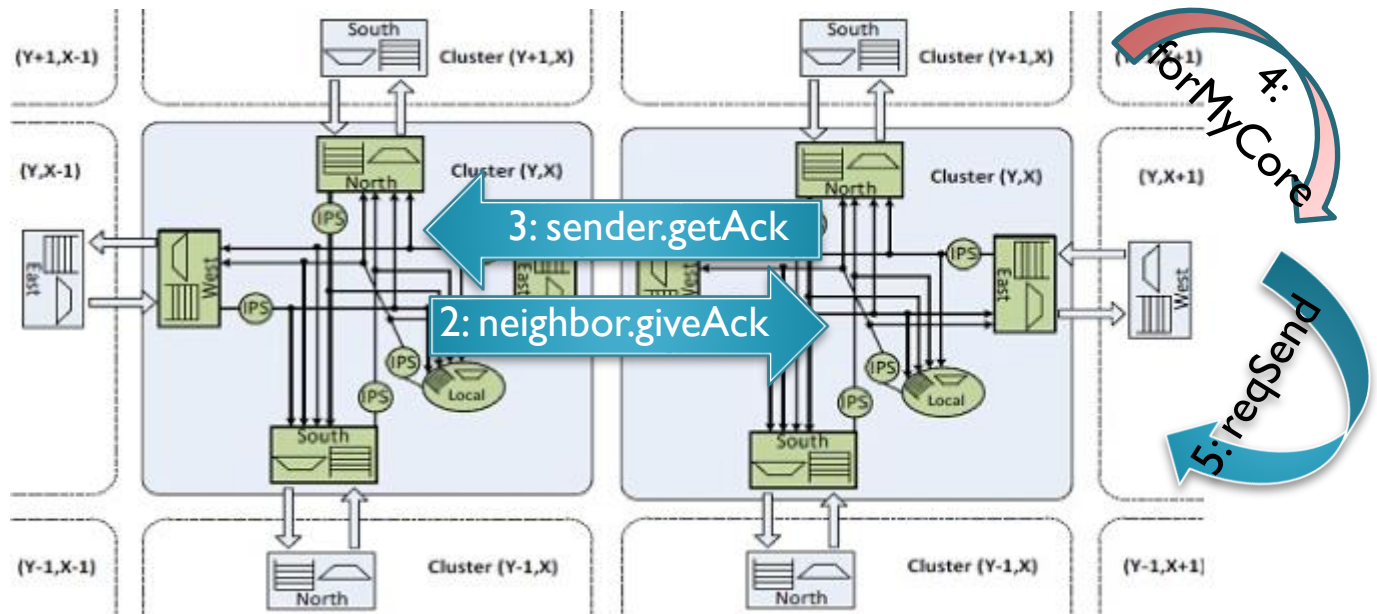 South
South
(Y+1,X-1)
Cluster (Y+1,X)
Cluster (Y+1,X)
4:
forMyCore
(Y,X-1)
Cluster (Y,X)
Cluster (Y,X)
(Y,X+1)
North
North
IPS
3: sender.getAck
IPS
East
West
East
West
IPS
2: neighbor.giveAck
IPS
IPS
Local
Local
IPS
IPS
5: reqSend
South
South
(Y-1,X-1)
Cluster (Y-1,X)
Cluster (Y-1,X)
(Y-1,X+1)
North
North